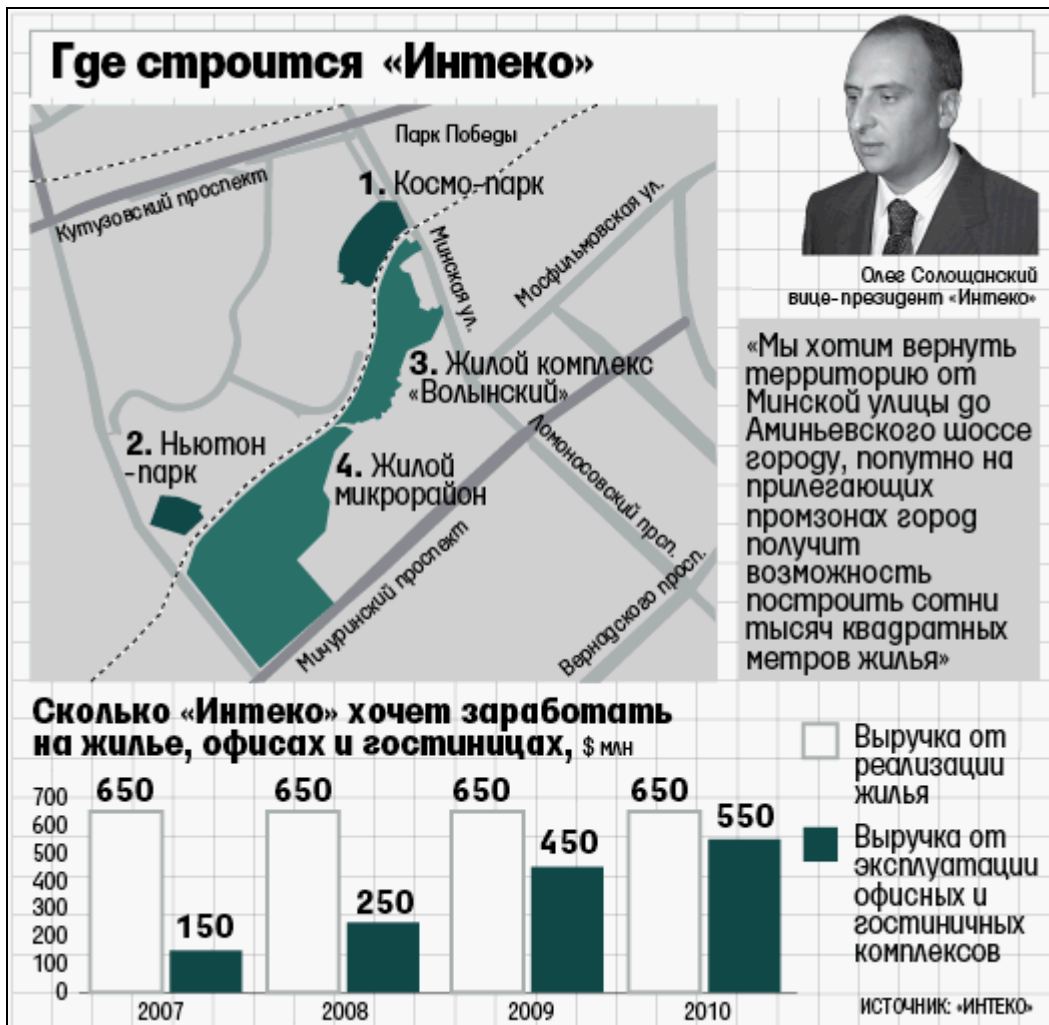 Где строится «Интеко»
Парк Победы
Кутузовский проспект
1. Космо-парк
Минская ул.
Мосфильмовская ул.
3. Жилой комплекс
«Волынский»
2. Ньютон
-парк
4. Жилой
микрорайон
Ломоносовский просп.
Мичуринский проспект
Вернадского просп.
Олег Солощанский
вице-президент «Интеко»
«Мы хотим вернуть
территорию от
Минской улицы до
Аминьевского шоссе
городу, попутно на
прилегающих
промзонах город
получит
возможность
построить сотни
тысяч квадратных
метров жилья»
Сколько «Интеко» хочет заработать
на жилье, офисах и гостиницах, $ млн
700
600
500
400
300
200
100
0
650
150
650
250
650
450
650
550
2007
2008
2009
2010
Выручка от
реализации
жилья
Выручка от
эксплуатации
офисных и
гостиничных
комплексов
ИСТОЧНИК: «ИНТЕКО»